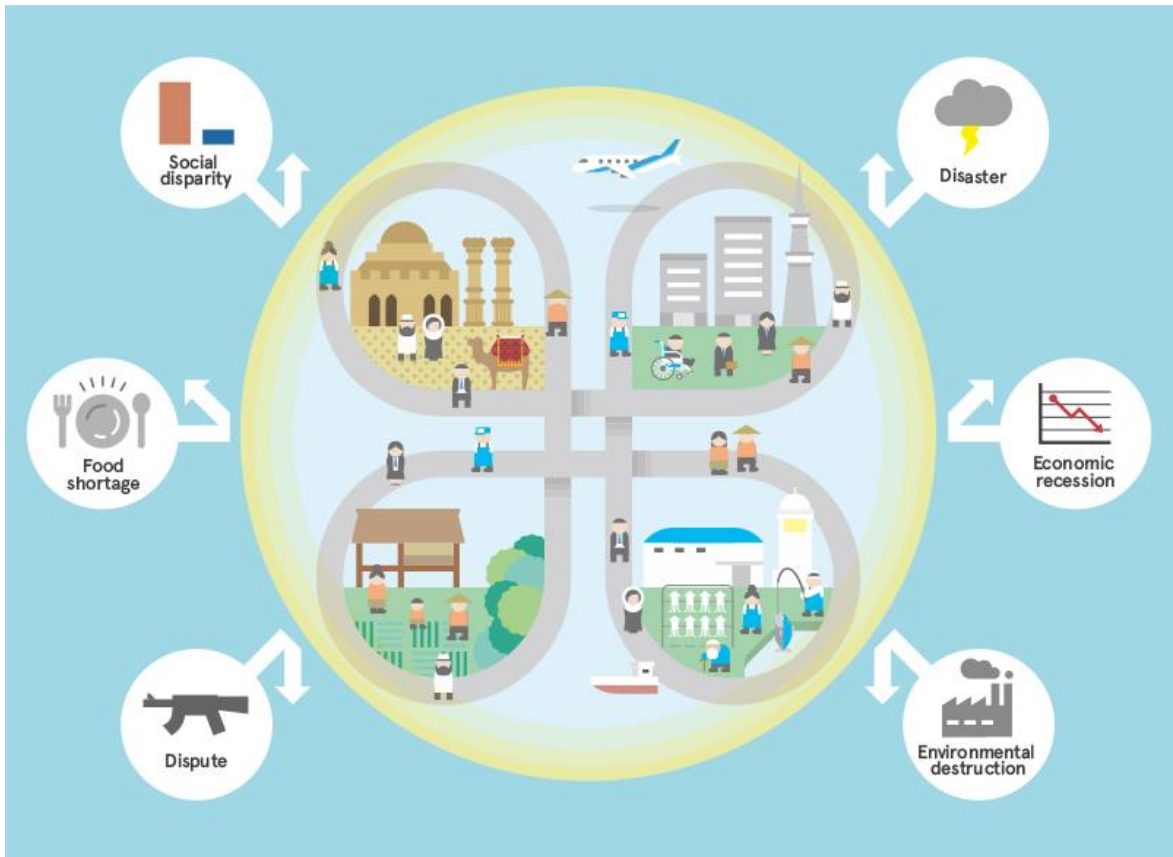 Social
disparity
Disaster
Food
shortage
Economic
recession
Dispute
Environmental
destruction